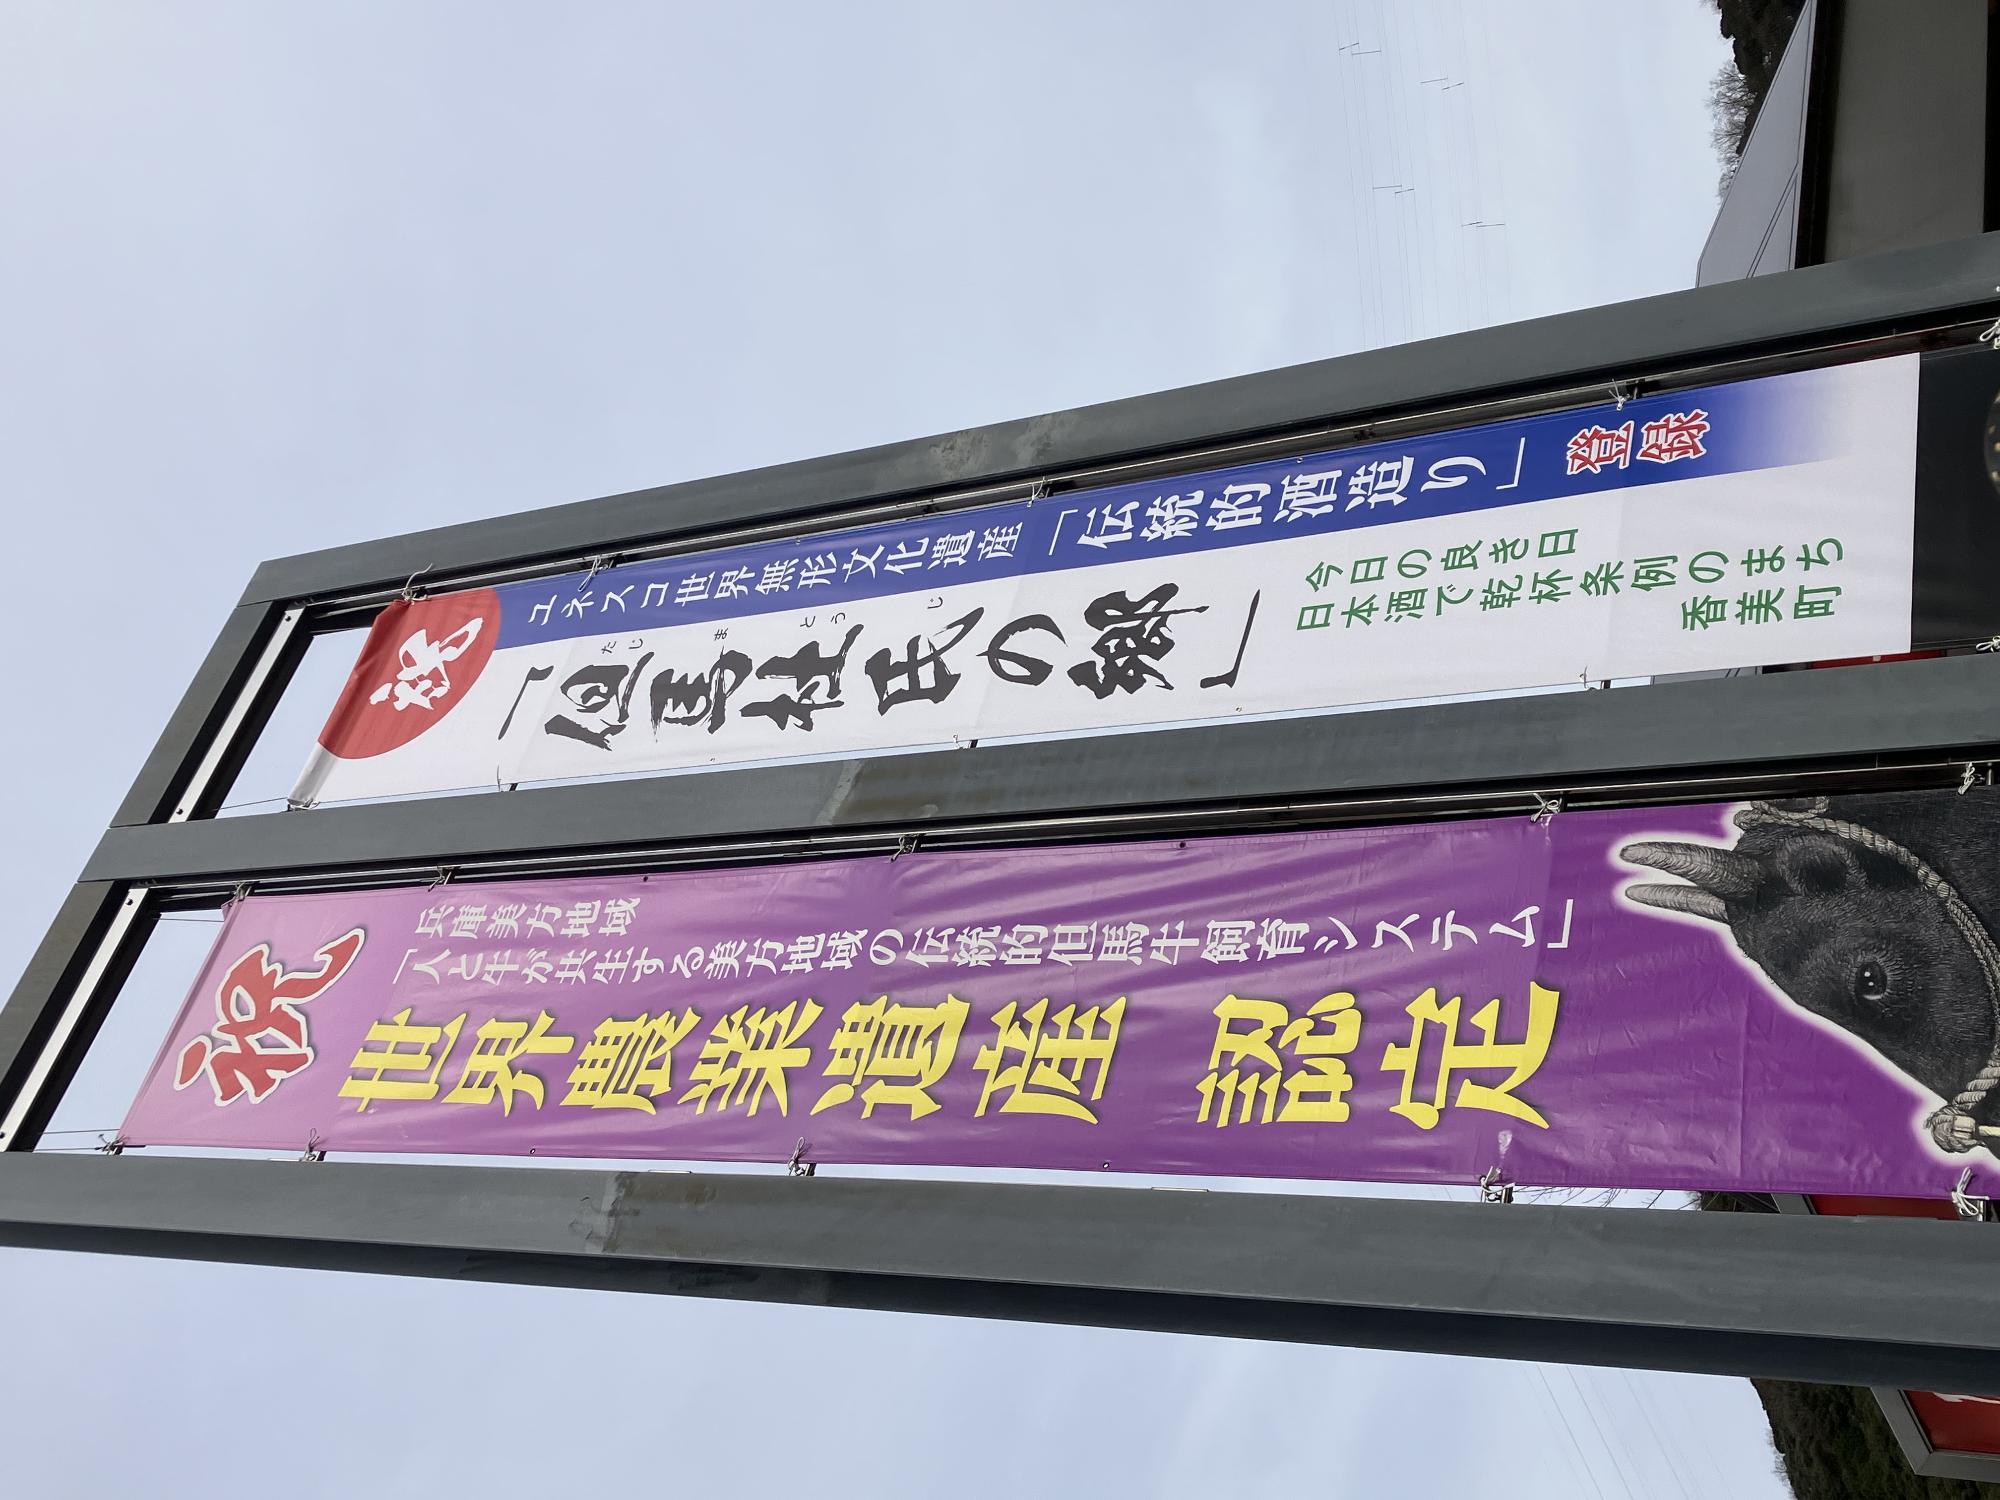 祝
ユネスコ世界無形文化遺産「伝統的酒造り」登録
「但馬杜氏の郷」
たじ
ま
とう
じ
今日の良き日
日本酒で乾杯条例のまち
香美町
祝
兵庫美方地域
「人と牛が共生する美方地域の伝統的但馬牛飼育システム」
世界農業遺産 認定